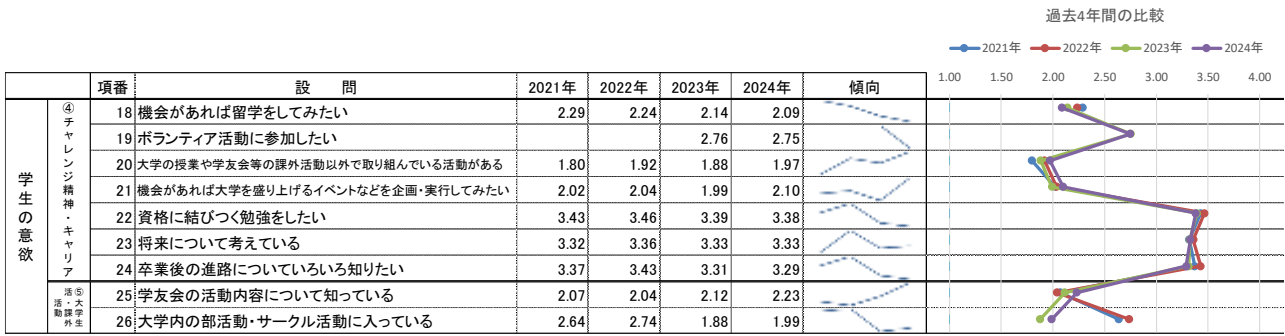 過去4年間の比較
2021年 2022年 2023年 2024年
項番 設 問 2021年 2022年 2023年 2024年 傾向 1.00 1.50 2.00 2.50 3.00 3.50 4.00
学生の意欲
④チャレンジ精神・キャリア
18 機会があれば留学をしてみたい 2.29 2.24 2.14 2.09
19 ボランティア活動に参加したい 2.76 2.75
20 大学の授業や学友会等の課外活動以外で取り組んでいる活動がある 1.80 1.92 1.88 1.97
21 機会があれば大学を盛り上げるイベントなどを企画・実行してみたい 2.02 2.04 1.99 2.10
22 資格に結びつく勉強をしたい 3.43 3.46 3.39 3.38
23 将来について考えている 3.32 3.36 3.33 3.33
24 卒業後の進路についていろいろ知りたい 3.37 3.43 3.31 3.29
⑤大学生
活・課外
活動
25 学友会の活動内容について知っている 2.07 2.04 2.12 2.23
26 大学内の部活動・サークル活動に入っている 2.64 2.74 1.88 1.99